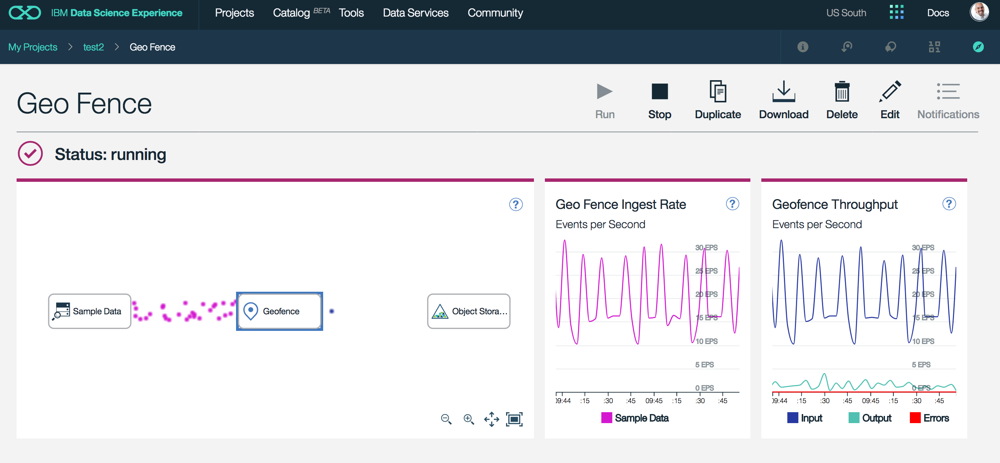 IBM Data Science Experience
Projects
Catalog BETA
Tools
Data Services
Community
US South
Docs
My Projects > test2 > Geo Fence
Geo Fence
Run
Stop
Duplicate
Download
Delete
Edit
Notifications
Status: running
?
Sample Data
Geofence
Object Stora...
Geo Fence Ingest Rate
?
Events per Second
30 EPS
25 EPS
20 EPS
15 EPS
10 EPS
5 EPS
0 EPS
09:44 :15 :30 :45 09:45 :15 :30 :45
Sample Data
Geofence Throughput
?
Events per Second
30 EPS
25 EPS
20 EPS
15 EPS
10 EPS
5 EPS
0 EPS
09:44 :15 :30 :45 09:45 :15 :30 :45
Input
Output
Errors